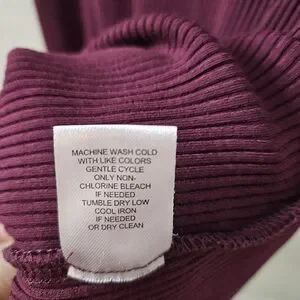 MACHINE WASH COLD
WITH LIKE COLORS
GENTLE CYCLE
ONLY NON-
CHLORINE BLEACH
IF NEEDED
TUMBLE DRY LOW
COOL IRON
IF NEEDED
OR DRY CLEAN